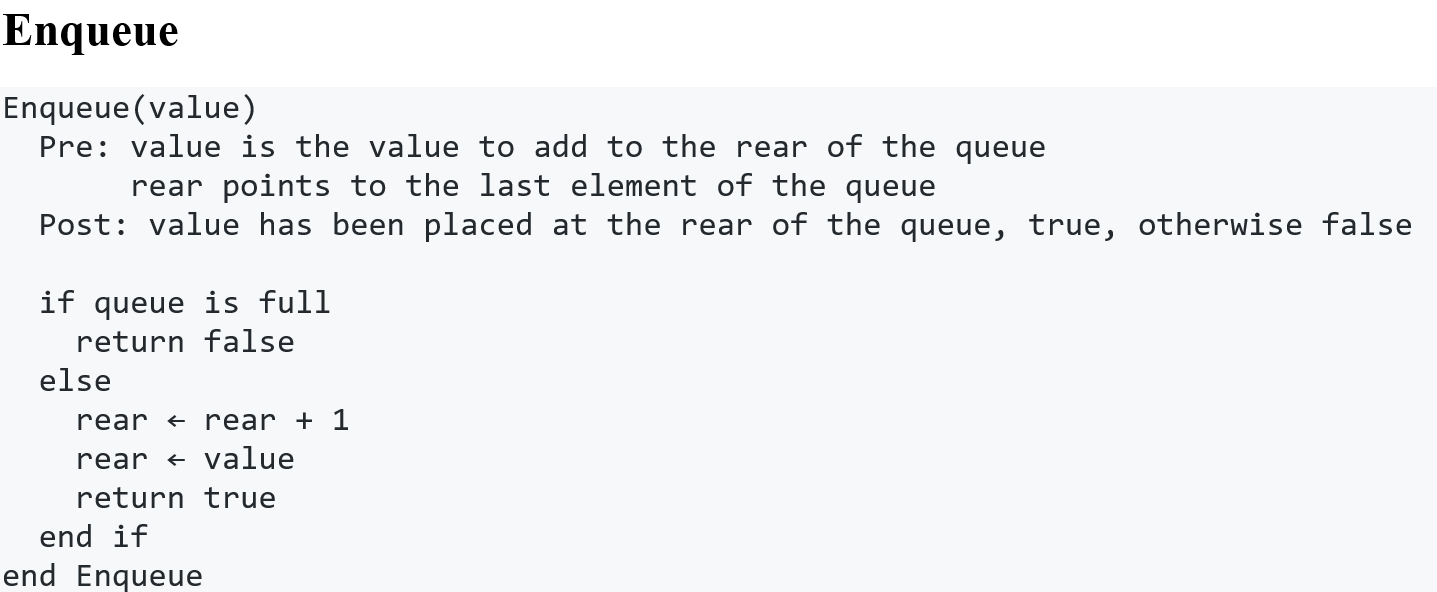 Enqueue
Enqueue(value)
  Pre: value is the value to add to the rear of the queue
       rear points to the last element of the queue
  Post: value has been placed at the rear of the queue, true, otherwise false

  if queue is full
    return false
  else
    rear ← rear + 1
    rear ← value
    return true
  end if
end Enqueue